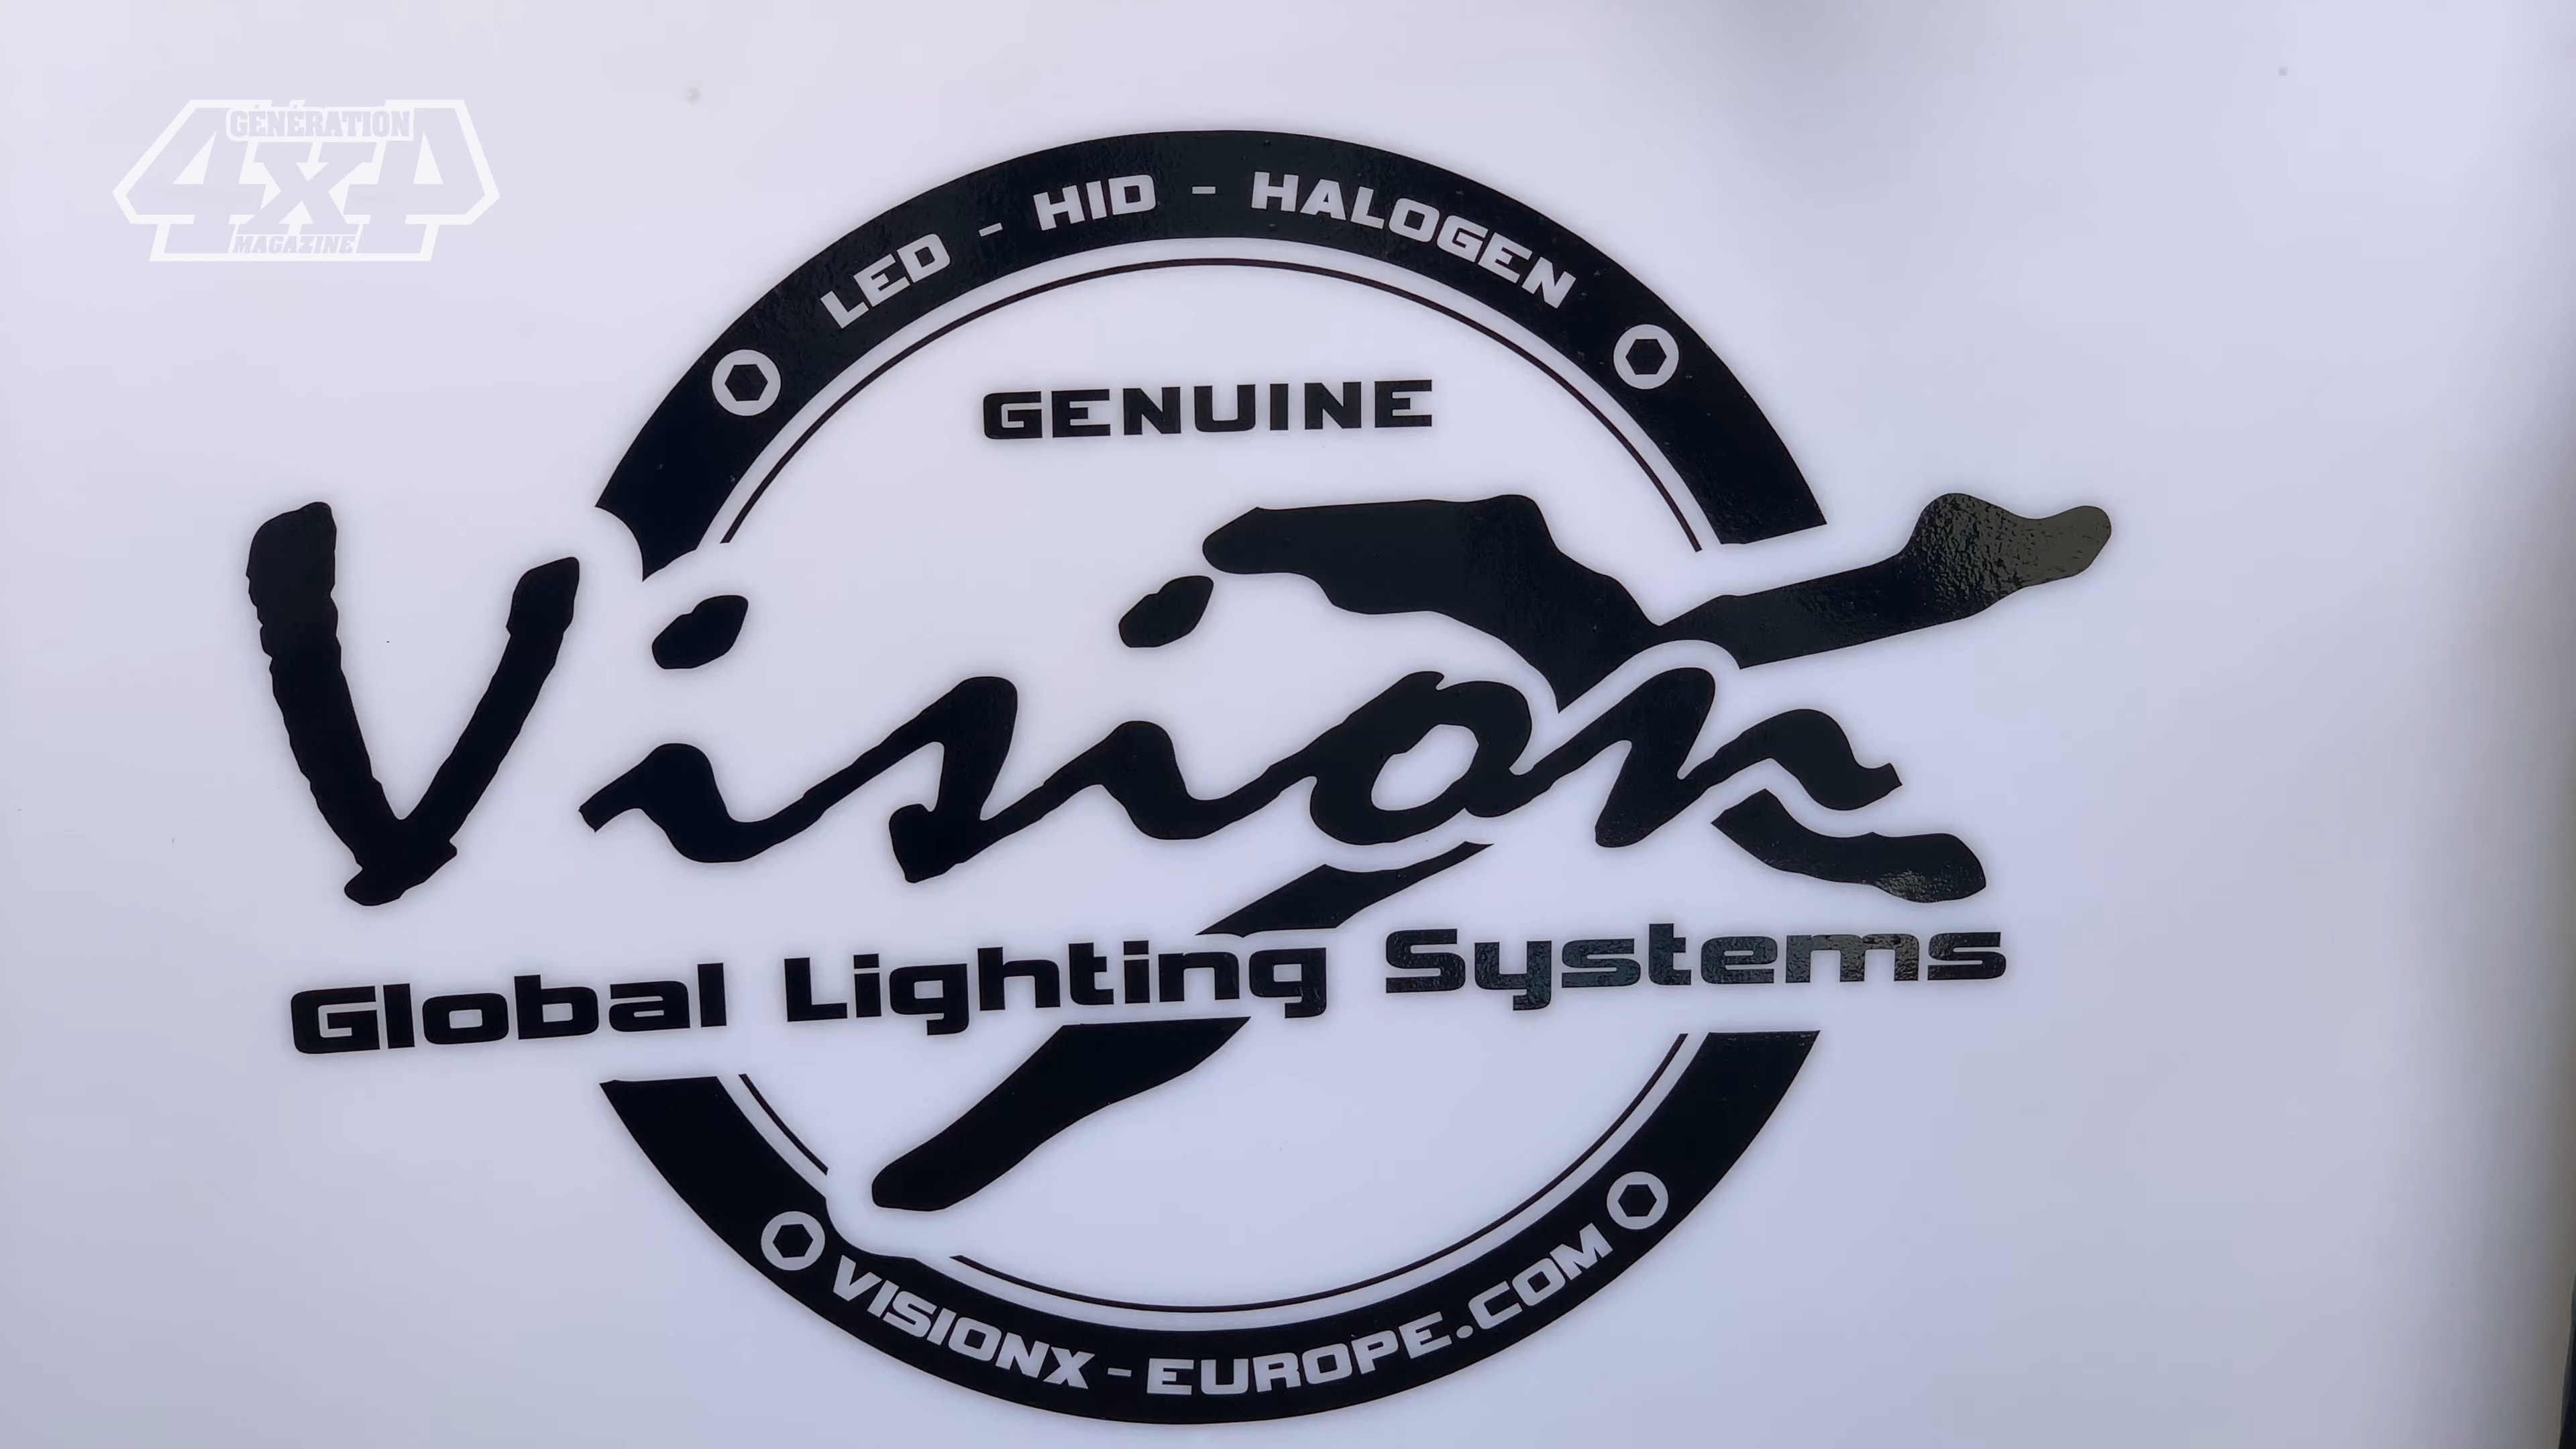 GÉNÉRATION
4x4
MAGAZINE
LED - HID - HALOGEN
GENUINE
Vision X
Global Lighting Systems
VISIONX-EUROPE.COM